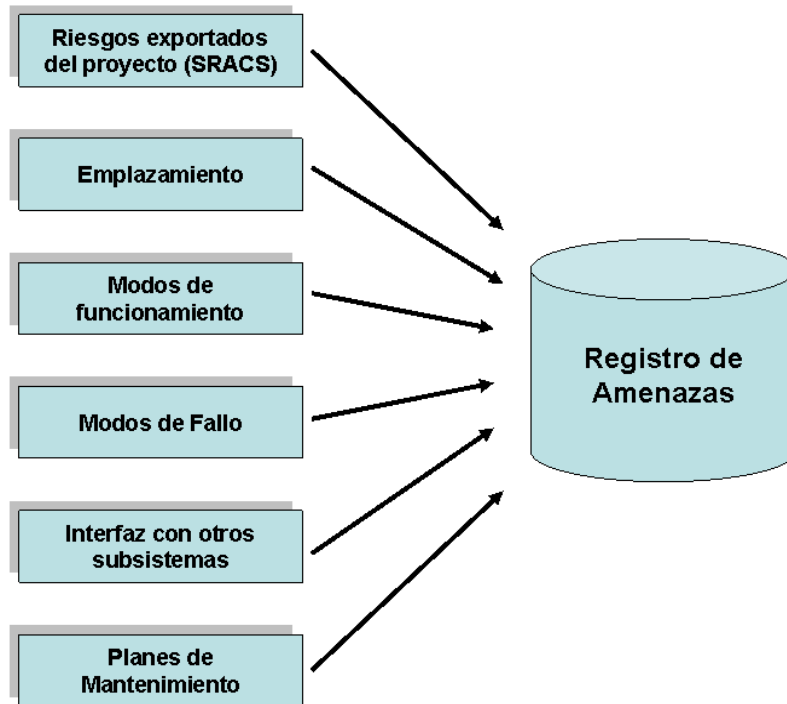 Riesgos exportados
del proyecto (SRACS)
Emplazamiento
Modos de
funcionamiento
Modos de Fallo
Interfaz con otros
subsistemas
Planes de
Mantenimiento
Registro de
Amenazas